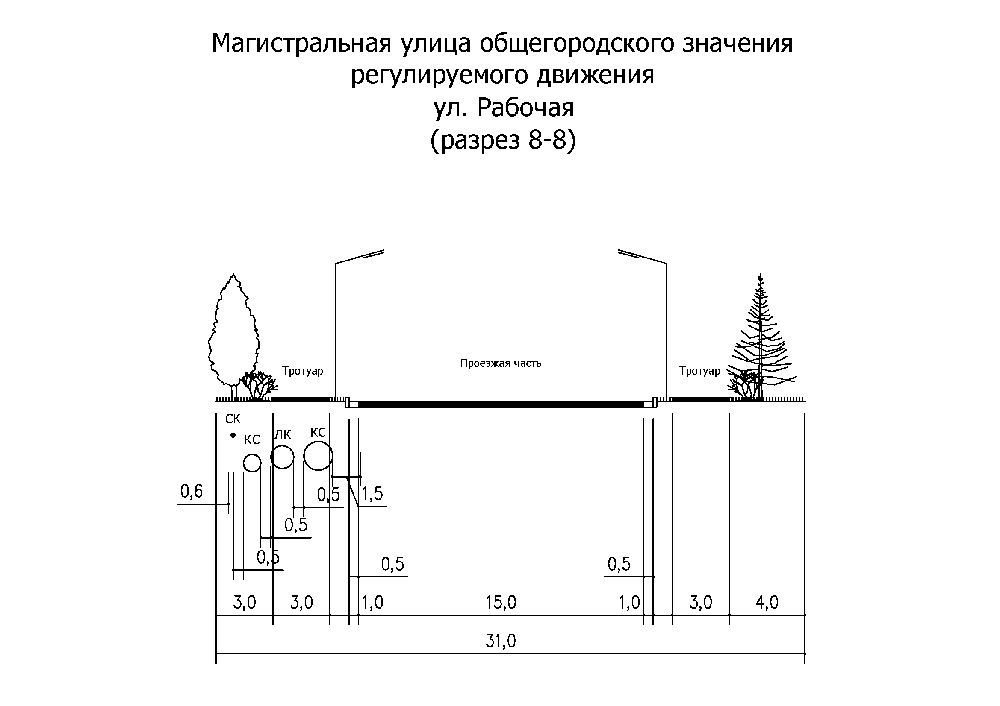 Магистральная улица общегородского значения
регулируемого движения
ул. Рабочая
(разрез 8-8)
Проезжая часть
Тротуар
Тротуар
СК
КС
ЛК
КС
0,6
0,5
1,5
0,5
0,5
0,5
0,5
3,0
3,0
1,0
15,0
1,0
3,0
4,0
31,0